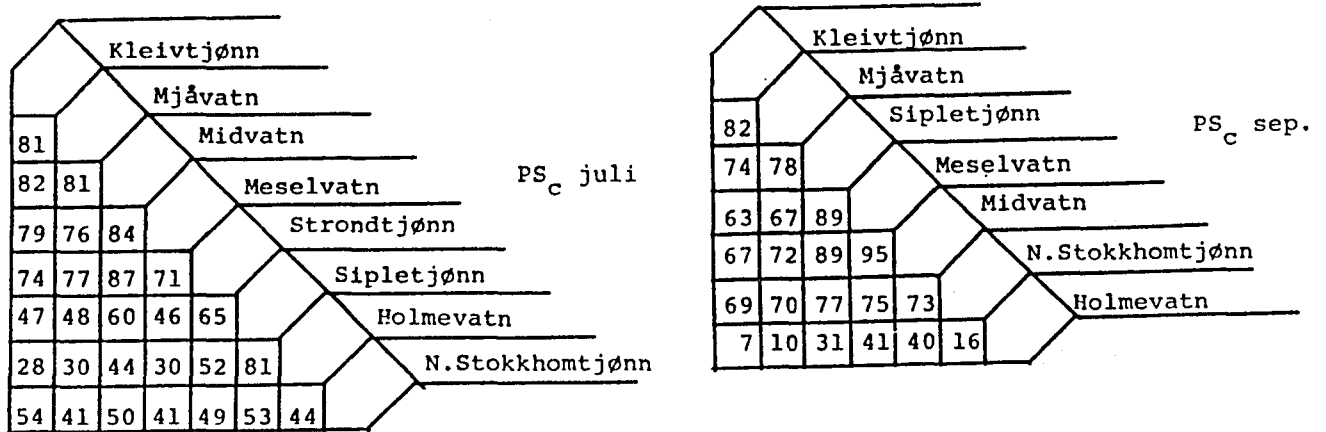 Kleivtjønn
Mjåvatn
Midvatn
81
Meselvatn
82 81
Strondtjønn
79 76 84
Sipletjønn
74 77 87 71
Holmevatn
47 48 60 46 65
N.Stokkhomtjønn
28 30 44 30 52 81
54 41 50 41 49 53 44
PSc juli
Kleivtjønn
Mjåvatn
Sipletjønn
82
Meselvatn
74 78
Midvatn
63 67 89
N.Stokkhomtjønn
67 72 89 95
Holmevatn
69 70 77 75 73
7 10 31 41 40 16
PSc sep.